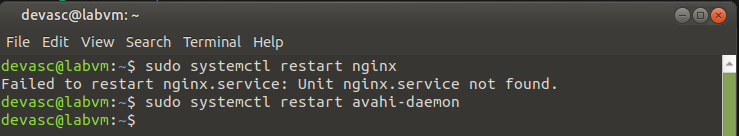 devasc@labvm: ~
File Edit View Search Terminal Help
devasc@labvm:~$ sudo systemctl restart nginx
Failed to restart nginx.service: Unit nginx.service not found.
devasc@labvm:~$ sudo systemctl restart avahi-daemon
devasc@labvm:~$